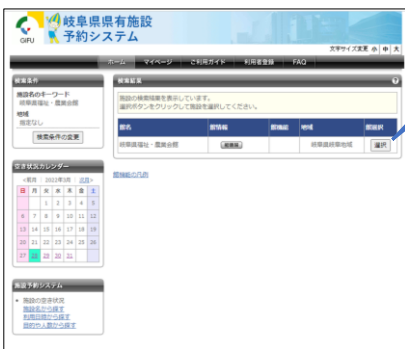 GIFU
岐阜県県有施設
予約システム
文字サイズ変更 小 中 大
ホーム マイページ ご利用ガイド 利用者登録 FAQ
検索条件
施設名のキーワード
岐阜県福祉・農業会館
地域
指定なし
検索条件の変更
空き状況カレンダー
<前月 2022年3月 次月>
日 月 火 水 木 金 土
1 2 3 4 5
6 7 8 9 10 11 12
13 14 15 16 17 18 19
20 21 22 23 24 25 26
27 28 29 30 31
施設予約システム
施設の空き状況
施設名から探す
利用日時から探す
目的や人数から探す
検索結果
施設の検索結果を表示しています。
選択ボタンをクリックして施設を選択してください。
館名 館情報 館機能 地域 館選択
岐阜県福祉・農業会館 岐阜県岐阜地域 選択
館機能の凡例